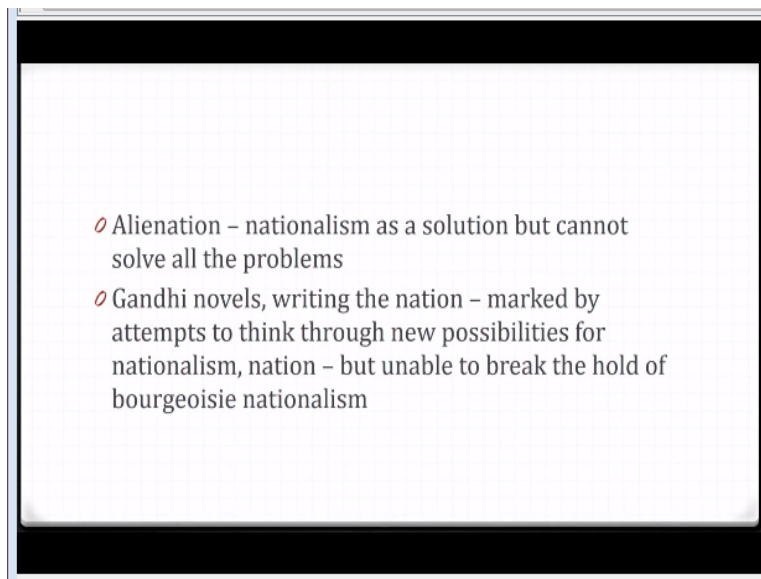 Alienation – nationalism as a solution but cannot
solve all the problems
Gandhi novels, writing the nation – marked by
attempts to think through new possibilities for
nationalism, nation – but unable to break the hold of
bourgeoisie nationalism